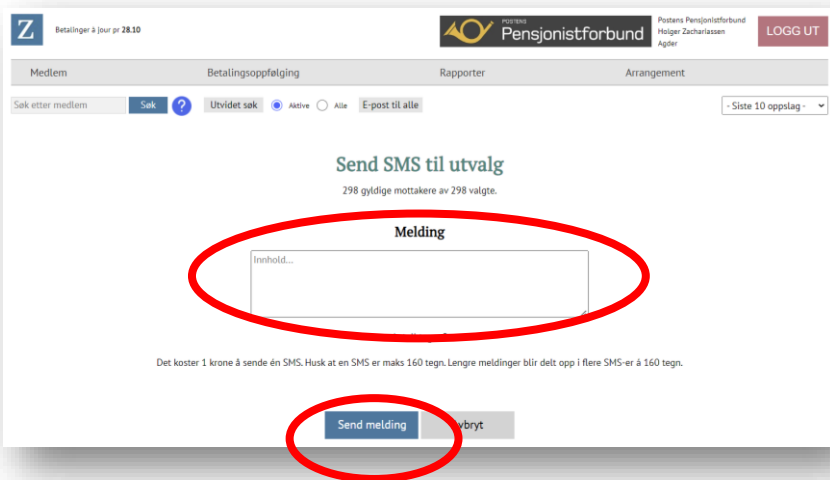 Z
Betalinger à jour pr 28.10
POSTENS
Pensjonistforbund
Postens Pensjonistforbund
Holger Zachariassen
Agder
LOGG UT
Medlem Betalingsoppfølging Rapporter Arrangement
Søk etter medlem Søk ? Utvidet søk Aktive Alle E-post til alle - Siste 10 oppslag -
Send SMS til utvalg
298 gyldige mottakere av 298 valgte.
Melding
Innhold...
Det koster 1 krone å sende én SMS. Husk at en SMS er maks 160 tegn. Lengre meldinger blir delt opp i flere SMS-er à 160 tegn.
Send melding vbryt